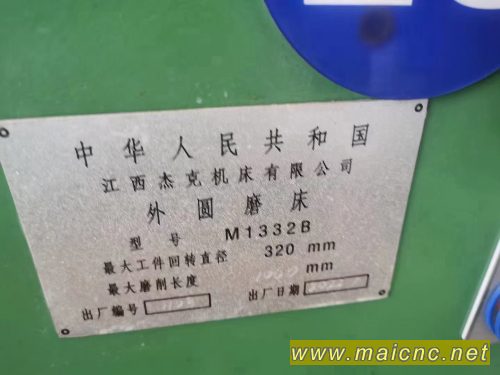 中华人民共和国
江西杰克机床有限公司
外圆磨床
型号 M1332B
最大工件回转直径 320 mm
最大磨削长度 mm
出厂编号 出厂日期
www.maicnc.net